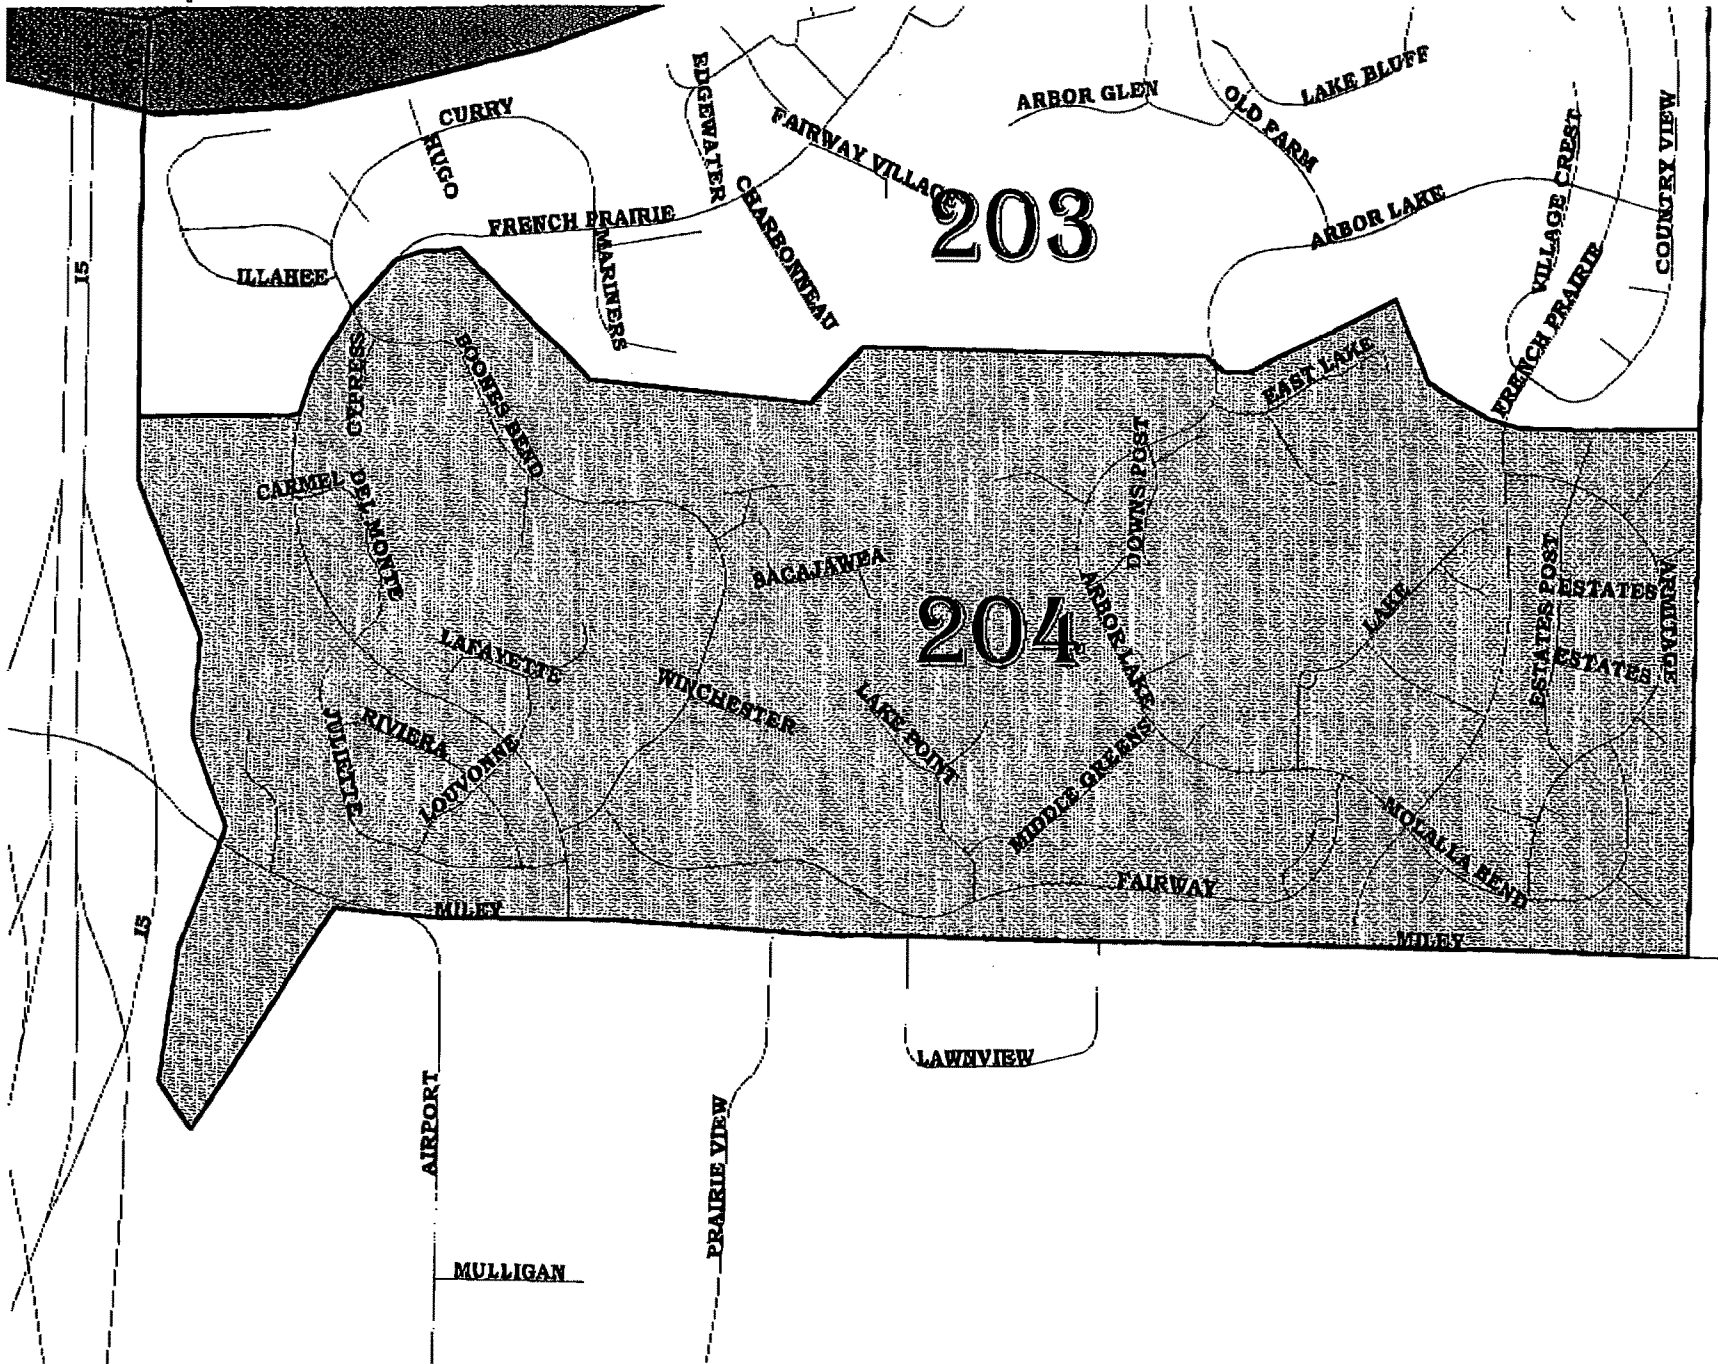 CURRY
HUGO
EDGEWATER
FAIRWAY VILLAGE
ARBOR GLEN
OLD FARM
LAKE BLUFF
VILLAGE CREST
COUNTRY VIEW
203
CHARBONNEAU
FRENCH PRAIRIE
MARINERS
ILLAHEE
ARBOR LAKE
FRENCH PRAIRIE
I5
CYPRESS
BOONES BEND
EAST LAKE
DOWNS POST
CARMEL
DEL MONTE
SACAJAWEA
204
ARBOR LAKE
LAKE
ESTATES POST
ESTATES
ARMITAGE
ESTATES
LAFAYETTE
WINCHESTER
LAKE POINT
JULIETTE
RIVIERA
LOUVONNE
MIDDLE GREENS
MOLALLA BEND
FAIRWAY
MILEY
MILEY
I5
LAWNVIEW
AIRPORT
PRAIRIE VIEW
MULLIGAN